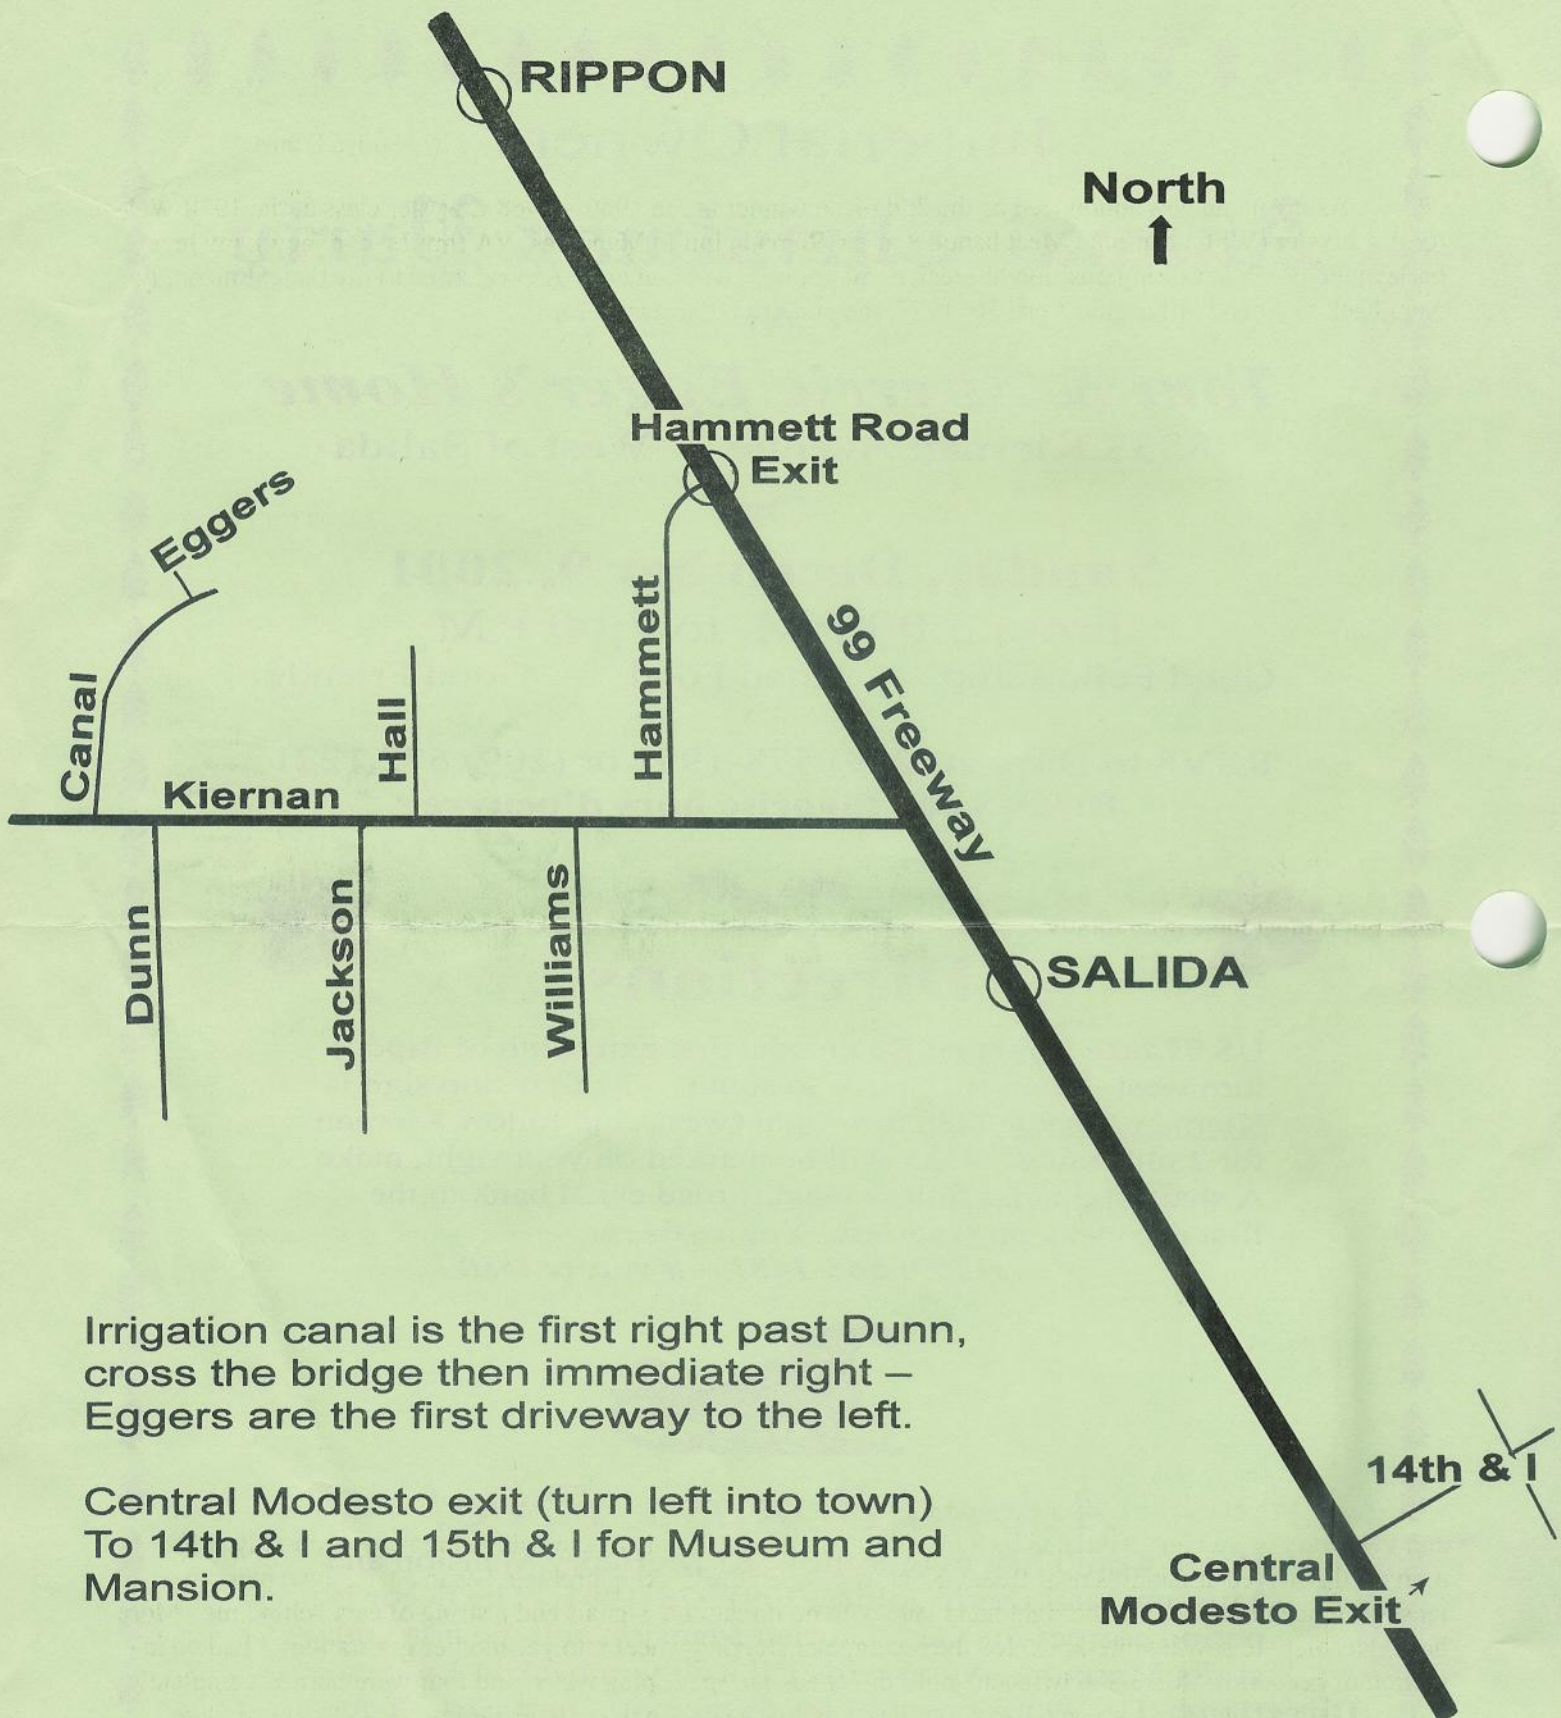 RIPPON
North
Hammett Road
Exit
Eggers
Canal
Hall
Hammett
99 Freeway
Kiernan
Dunn
Jackson
Williams
SALIDA
Irrigation canal is the first right past Dunn,
cross the bridge then immediate right –
Eggers are the first driveway to the left.
Central Modesto exit (turn left into town)
To 14th & I and 15th & I for Museum and
Mansion.
14th & I
Central
Modesto Exit